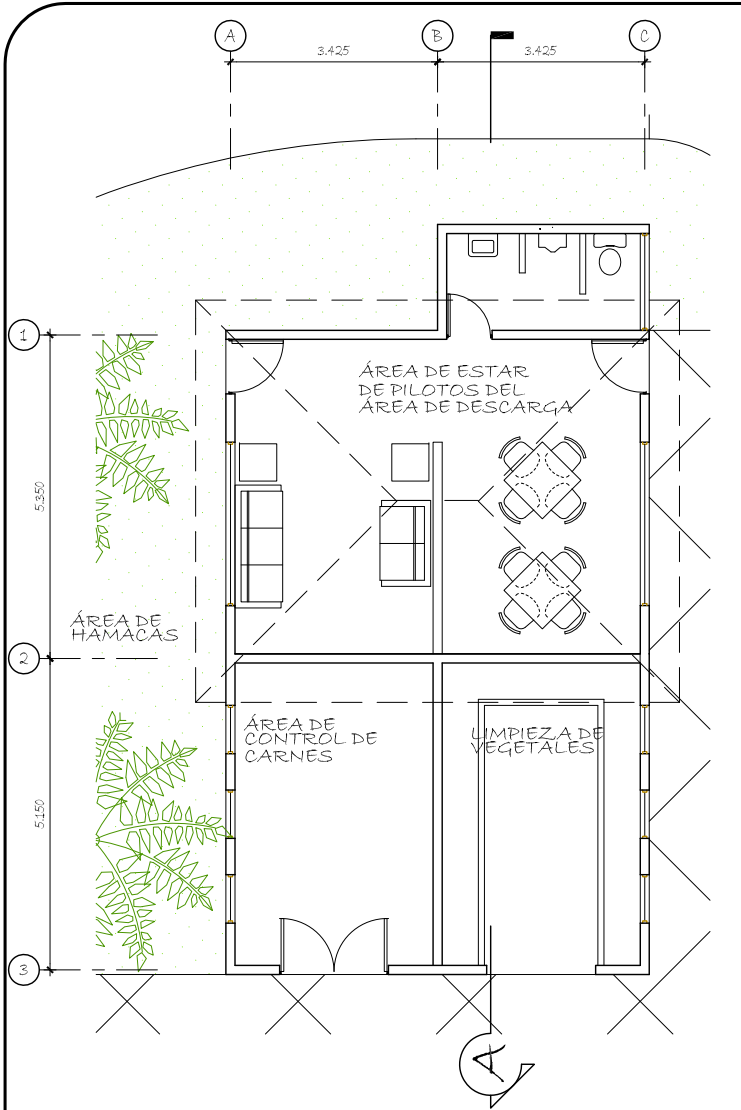 A
B
C
3.425
3.425
1
ÁREA DE ESTAR
DE PILOTOS DEL
ÁREA DE DESCARGA
5.350
ÁREA DE
HAMACAS
2
ÁREA DE
CONTROL DE
CARNES
LIMPIEZA DE
VEGETALES
5.150
3
A